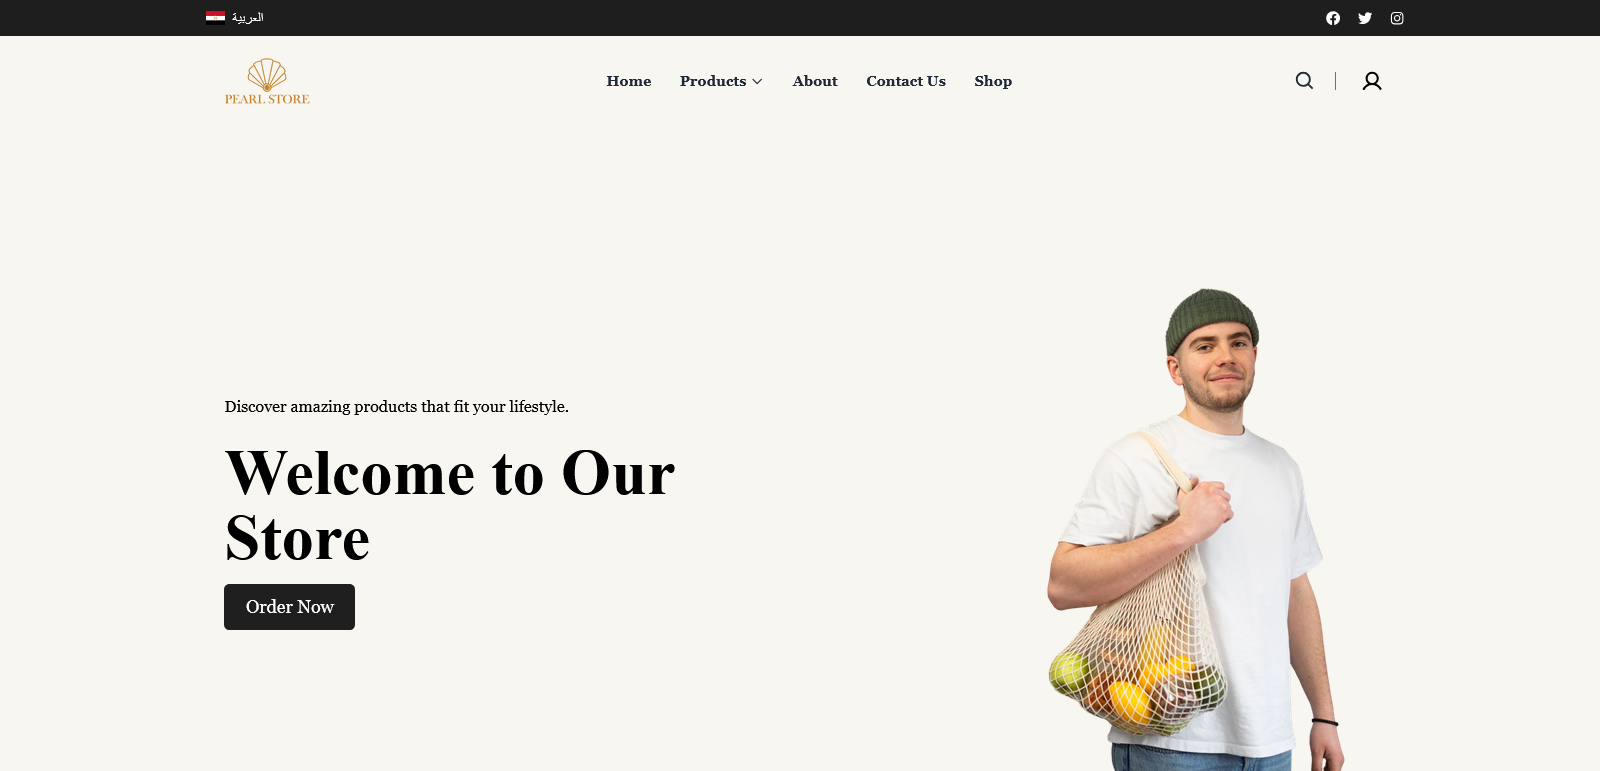 العربية
PEARL STORE
Home Products About Contact Us Shop
Discover amazing products that fit your lifestyle.
Welcome to Our
Store
Order Now